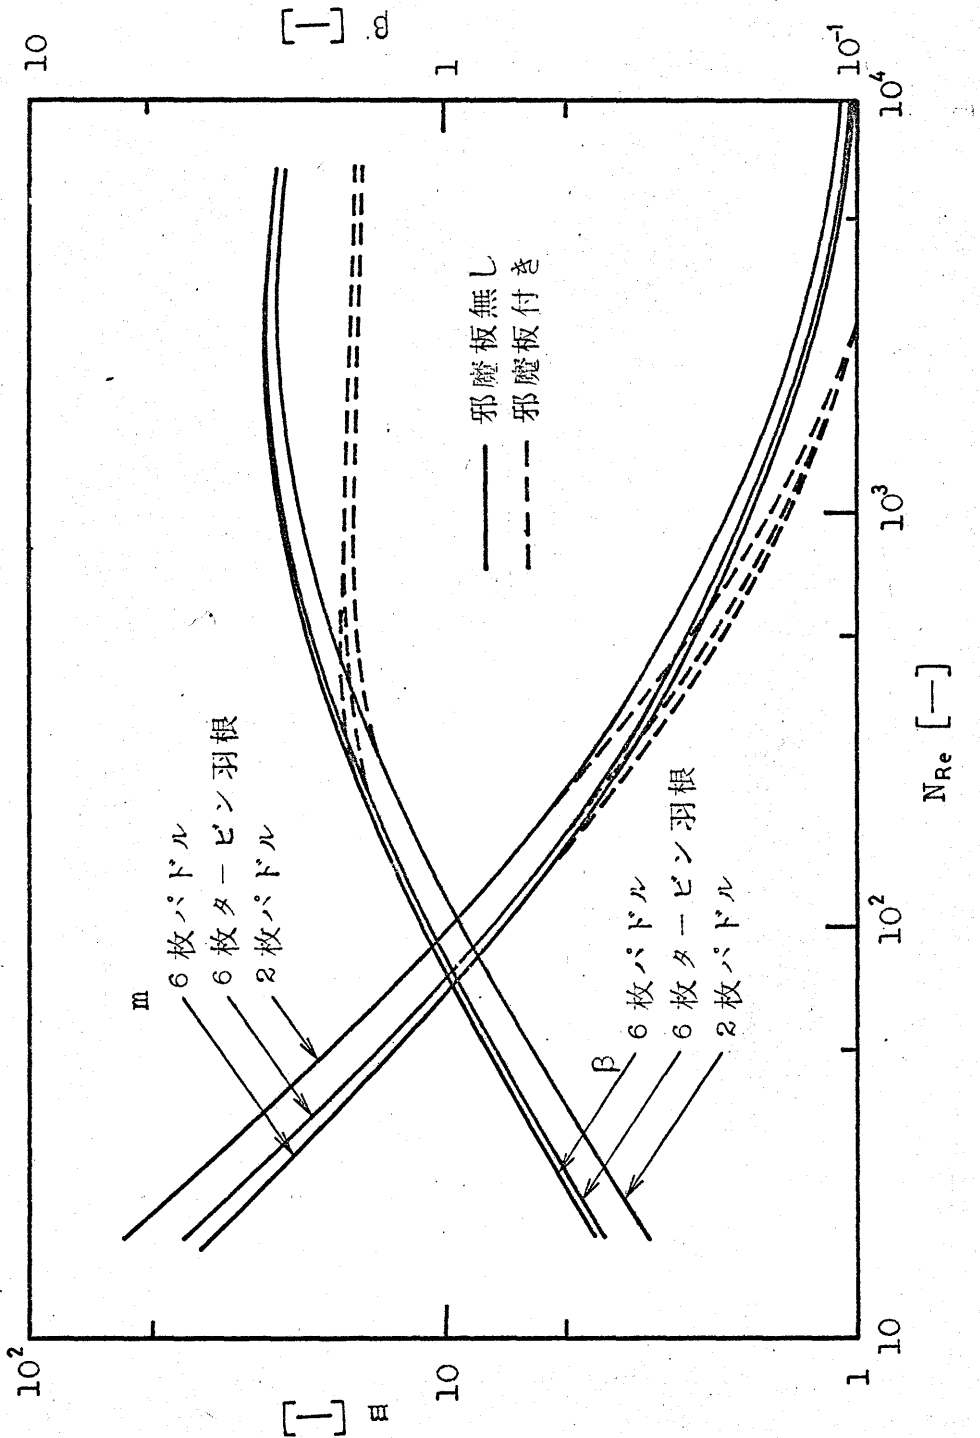 10²
10
1
m [—]
10
1
10⁻¹
β [—]
10
10²
10³
10⁴
N_Re [—]
m
6枚パドル
6枚タービン羽根
2枚パドル
β
6枚パドル
6枚タービン羽根
2枚パドル
邪魔板無し
邪魔板付き